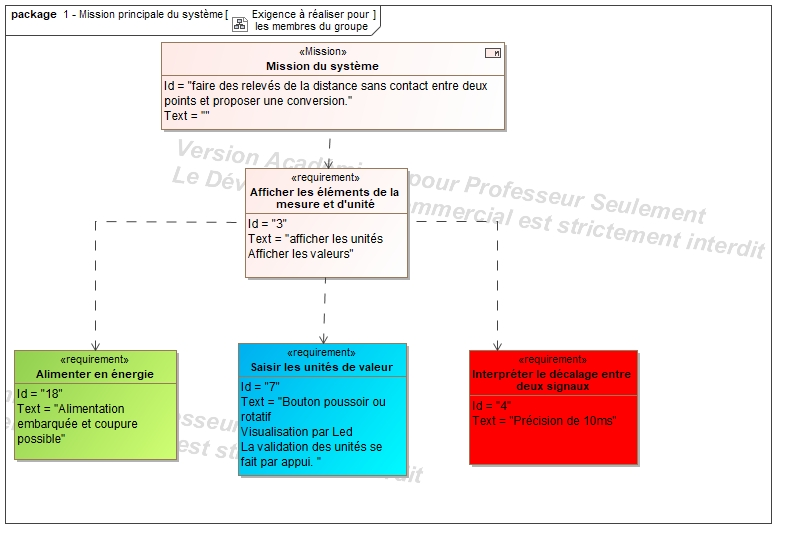 package 1 - Mission principale du système[ Exigence à réaliser pour ]
les membres du groupe
«Mission»
M
Mission du système
Id = "faire des relevés de la distance sans contact entre deux
points et proposer une conversion."
Text = ""
Version Academi pour Professeur Seulement
Le Dév ommercial est strictement interdit
«requirement»
Afficher les éléments de la
mesure et d'unité
Id = "3"
Text = "afficher les unités
Afficher les valeurs"
«requirement»
Alimenter en énergie
Id = "18"
Text = "Alimentation
embarquée et coupure
possible"
«requirement»
Saisir les unités de valeur
Id = "7"
Text = "Bouton poussoir ou
rotatif
Visualisation par Led
La validation des unités se
fait par appui. "
«requirement»
Interpréter le décalage entre
deux signaux
Id = "4"
Text = "Précision de 10ms"